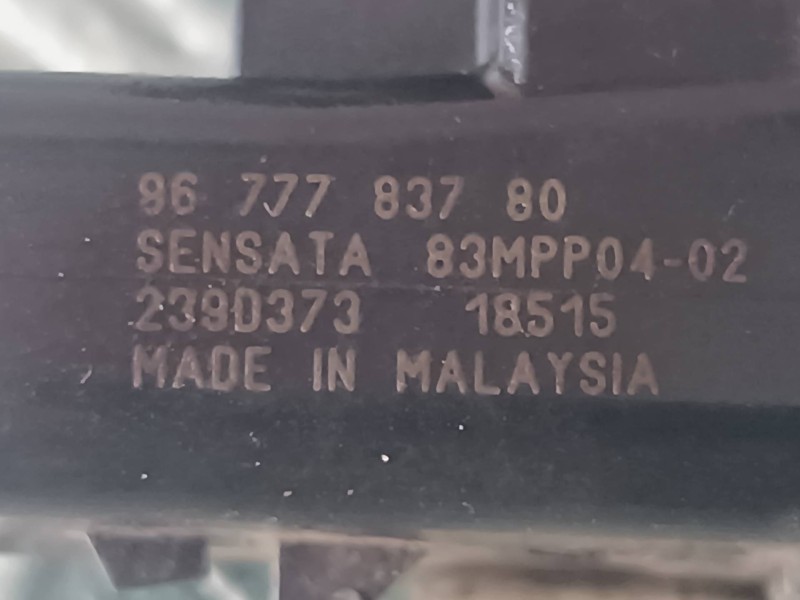 96 777 837 80
SENSATA 83MPP04-02
239D373 18515
MADE IN MALAYSIA